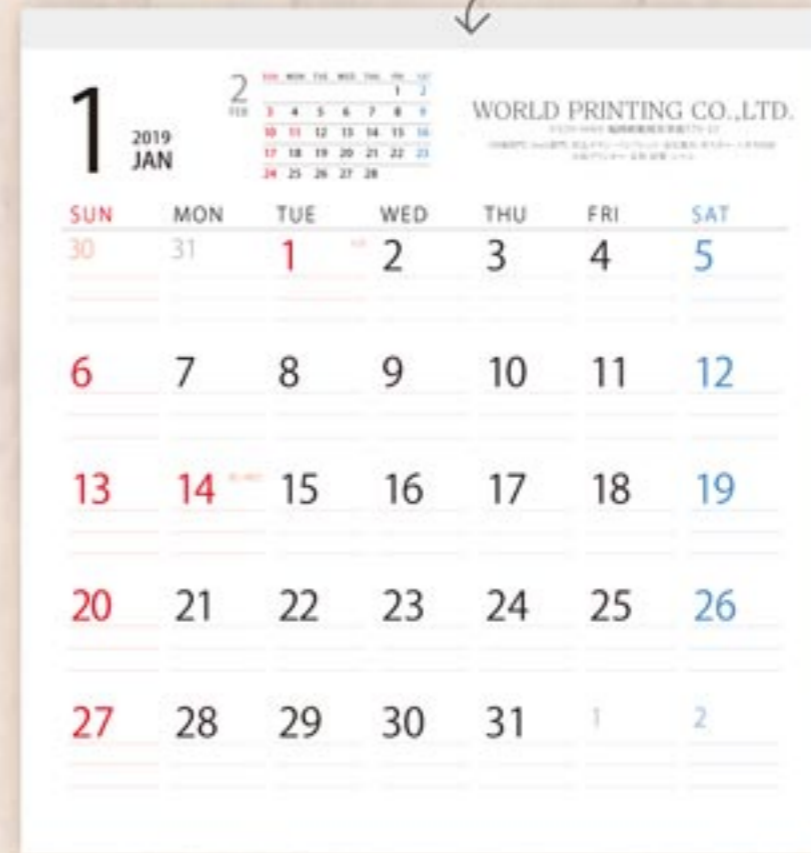 1
2019
JAN
2
FEB
SUN MON TUE WED THU FRI SAT
1 2
3 4 5 6 7 8 9
10 11 12 13 14 15 16
17 18 19 20 21 22 23
24 25 26 27 28
WORLD PRINTING CO.,LTD.
SUN MON TUE WED THU FRI SAT
30 31 1 2 3 4 5
6 7 8 9 10 11 12
13 14 15 16 17 18 19
20 21 22 23 24 25 26
27 28 29 30 31 1 2